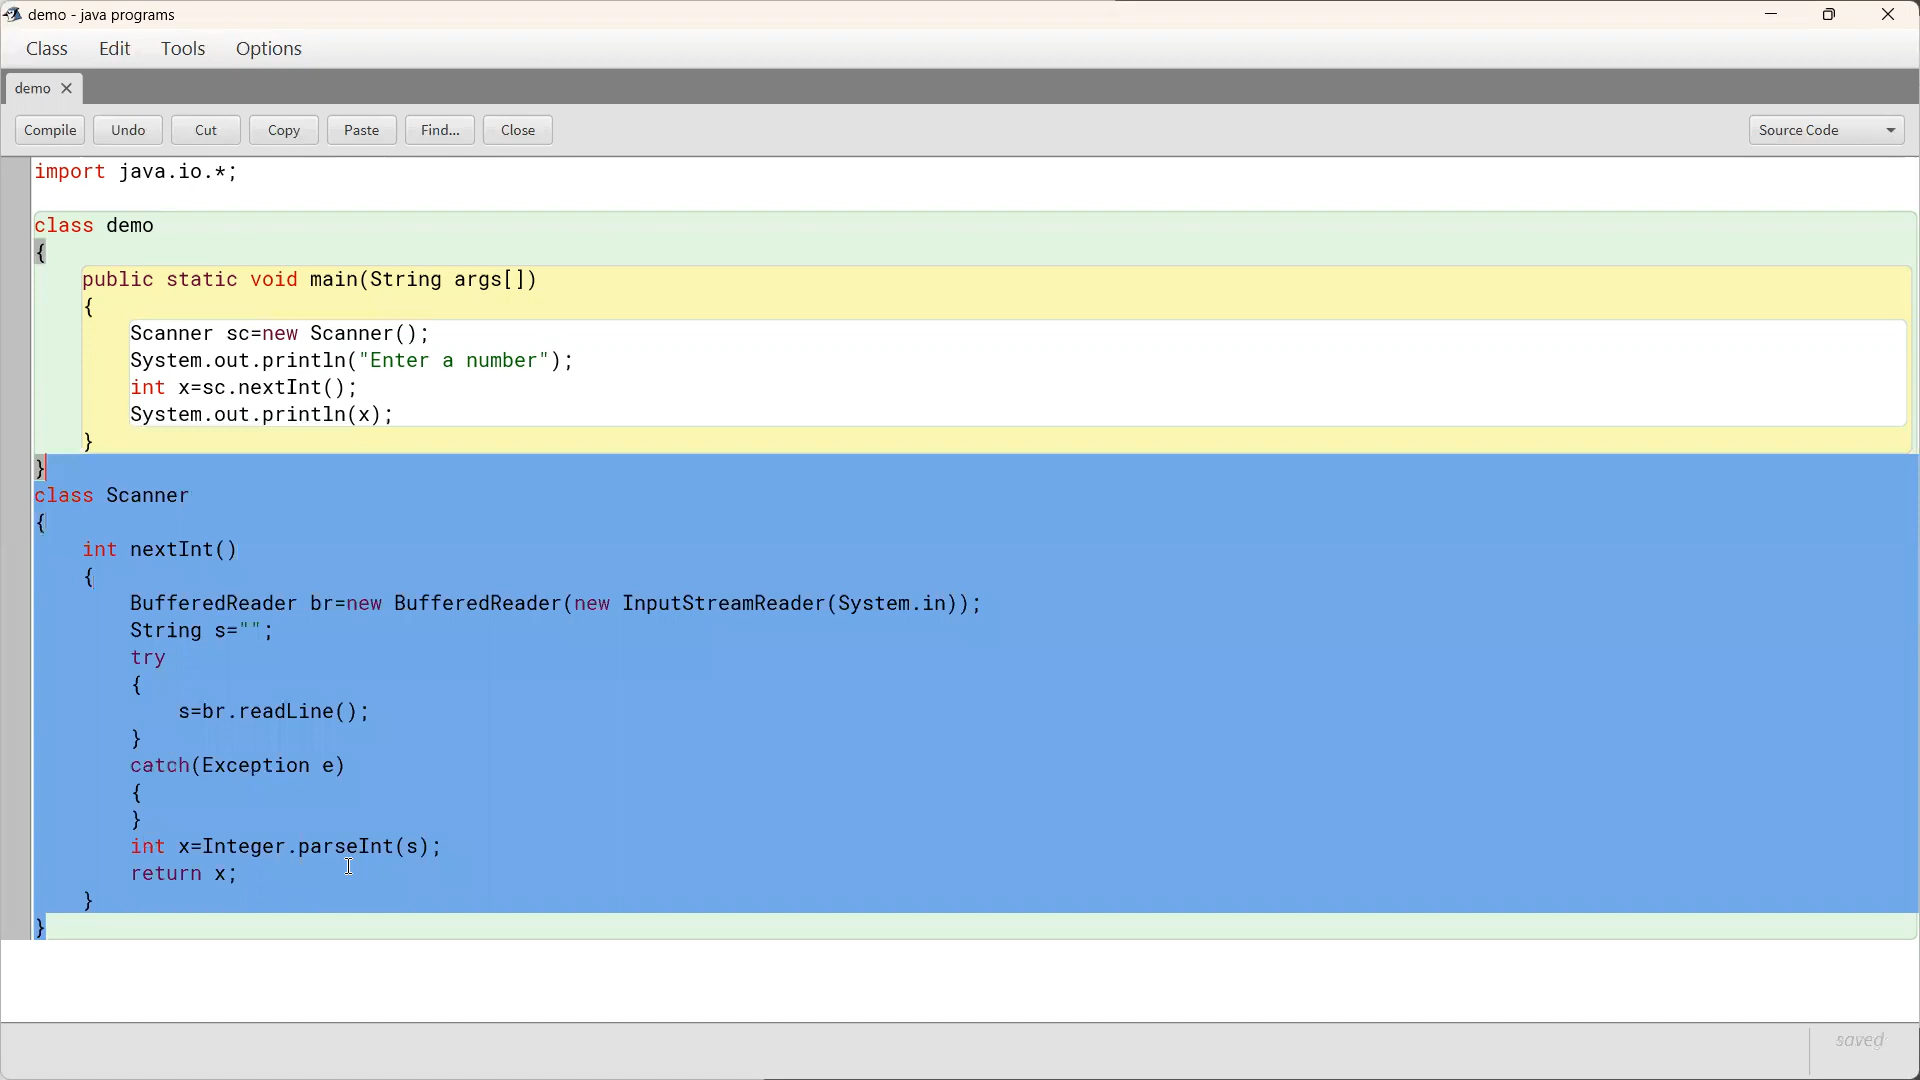 demo - java programs
Class Edit Tools Options
demo
Compile Undo Cut Copy Paste Find... Close Source Code
import java.io.*;
class demo
{
    public static void main(String args[])
    {
        Scanner sc=new Scanner();
        System.out.println("Enter a number");
        int x=sc.nextInt();
        System.out.println(x);
    }
}
class Scanner
{
    int nextInt()
    {
        BufferedReader br=new BufferedReader(new InputStreamReader(System.in));
        String s="";
        try
        {
            s=br.readLine();
        }
        catch(Exception e)
        {
        }
        int x=Integer.parseInt(s);
        return x;
    }
}
saved